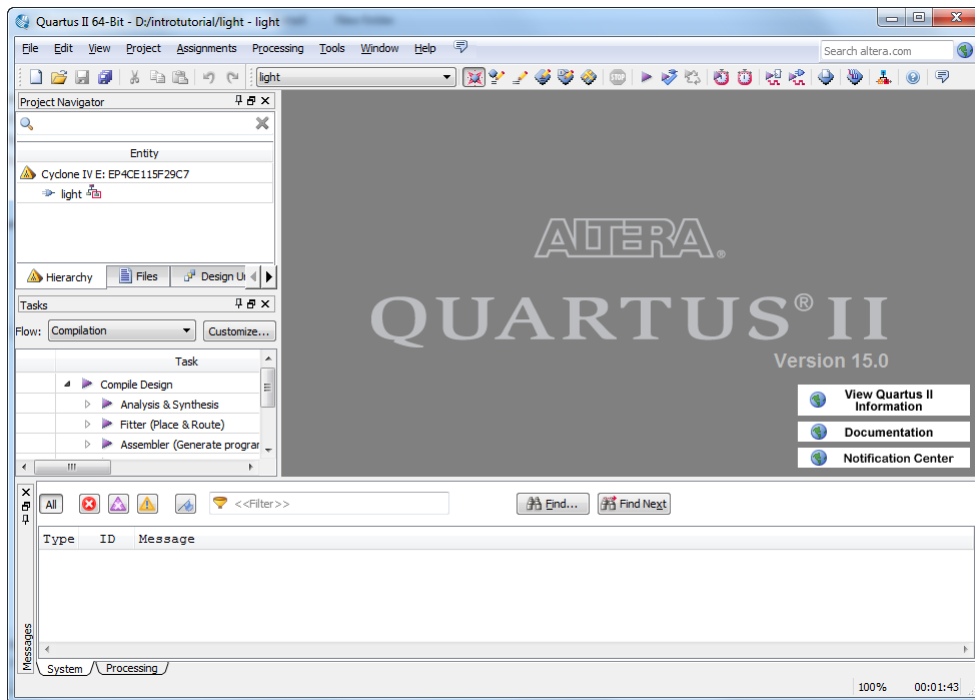 Quartus II 64-Bit - D:/introtutorial/light - light
File Edit View Project Assignments Processing Tools Window Help
Search altera.com
light
STOP
Project Navigator
Entity
Cyclone IV E: EP4CE115F29C7
light
Hierarchy Files Design Ui
Tasks
Flow: Compilation Customize...
Task
Compile Design
Analysis & Synthesis
Fitter (Place & Route)
Assembler (Generate prograr
ALTERA®
QUARTUS® II
Version 15.0
View Quartus II
Information
Documentation
Notification Center
All <<Filter>> Find... Find Next
Type ID Message
Messages
System Processing
100% 00:01:43